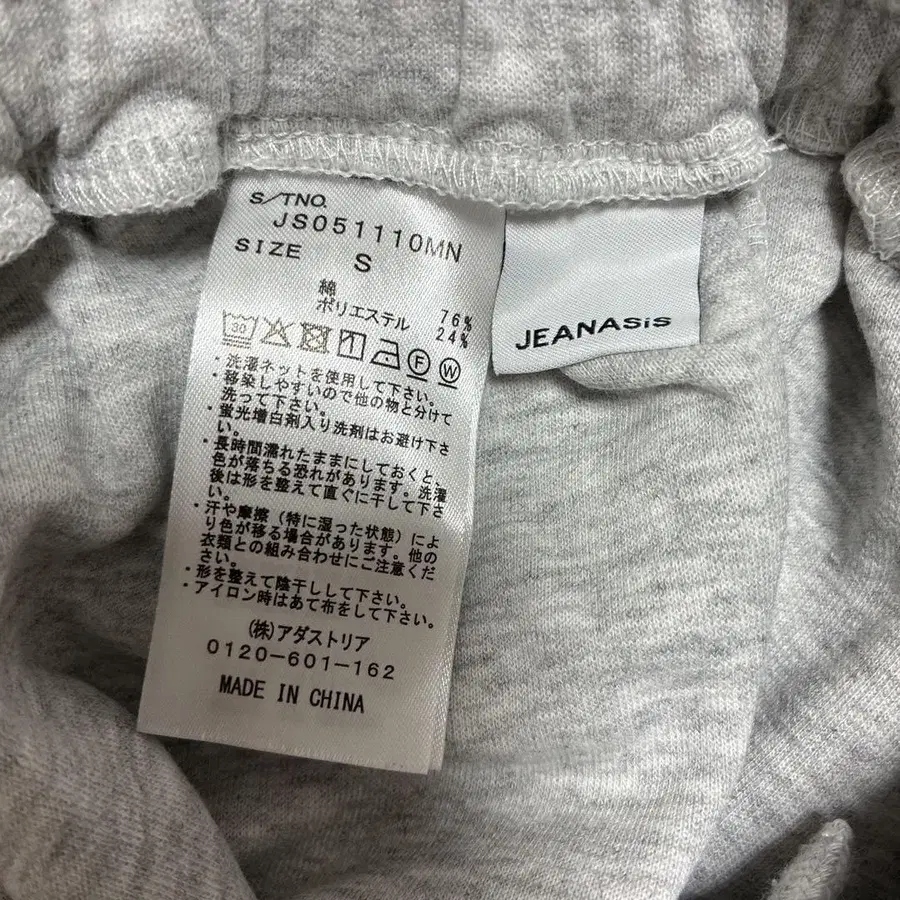 S/TNO.
JS051110MN
SIZE S
綿 76%
ポリエステル 24%
30
F W
・洗濯ネットを使用して下さい。
・移染しやすいので他の物と分けて
洗って下さい。
・蛍光増白剤入り洗剤はお避け下さ
い。
・長時間濡れたままにしておくと、
色が落ちる恐れがあります。洗濯
後は形を整えて直ぐに干して下さ
い。
・汗や摩擦（特に湿った状態）によ
り色が移る場合があります。他の
衣類との組み合わせにご注意くだ
さい。
・形を整えて陰干しして下さい。
・アイロン時はあて布をして下さい。
(株)アダストリア
0120-601-162
MADE IN CHINA
JEANASiS